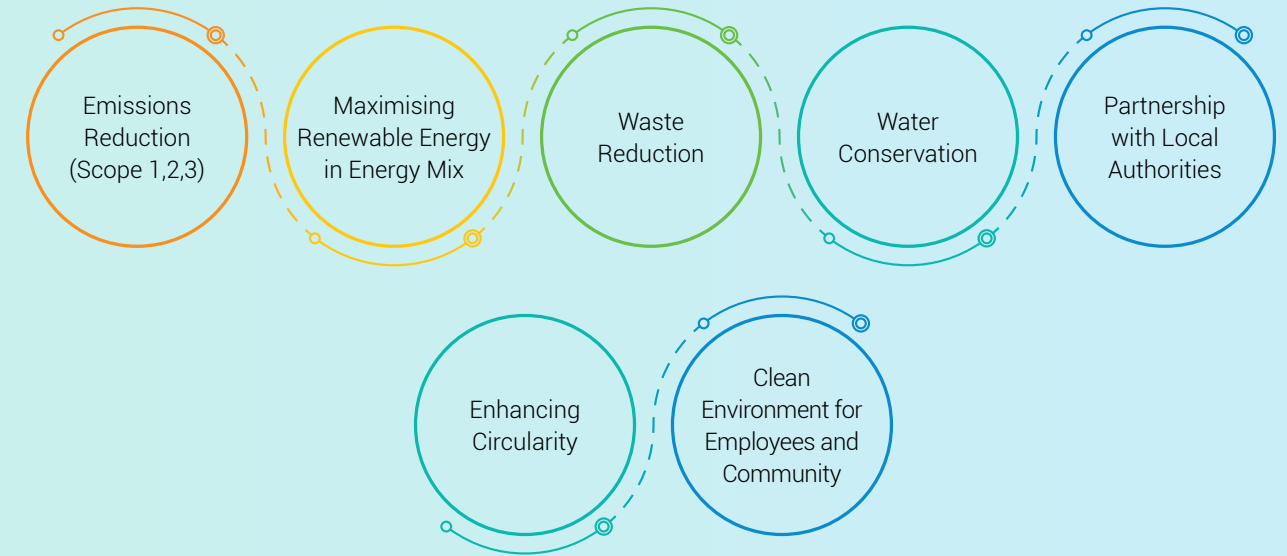 Emissions
Reduction
(Scope 1,2,3)
Maximising
Renewable Energy
in Energy Mix
Waste
Reduction
Water
Conservation
Partnership
with Local
Authorities
Enhancing
Circularity
Clean
Environment for
Employees and
Community